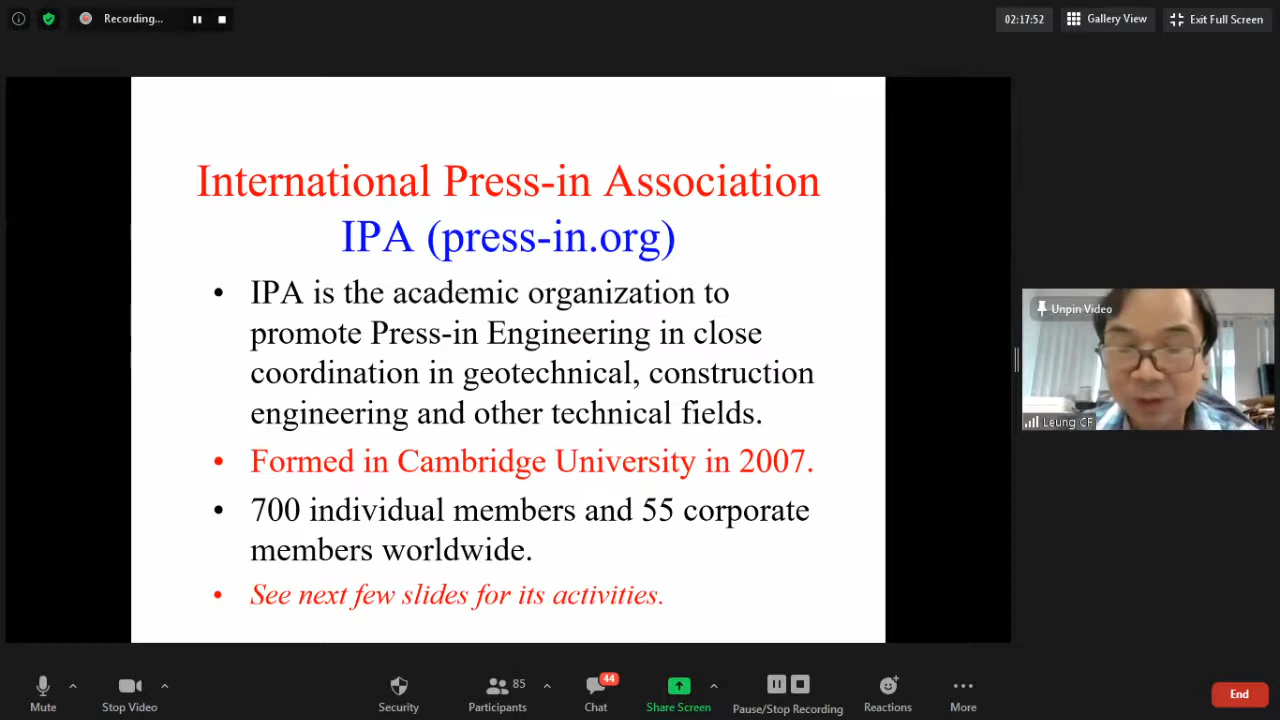 Recording...
02:17:52
Gallery View
Exit Full Screen
International Press-in Association
IPA (press-in.org)
• IPA is the academic organization to
promote Press-in Engineering in close
coordination in geotechnical, construction
engineering and other technical fields.
• Formed in Cambridge University in 2007.
• 700 individual members and 55 corporate
members worldwide.
• See next few slides for its activities.
Unpin Video
Leung CF
Mute
Stop Video
Security
85
Participants
44
Chat
Share Screen
Pause/Stop Recording
Reactions
More
End